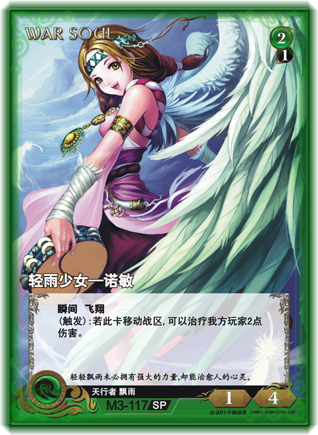 WAR SOUL
2
1
轻雨少女—诺敏
瞬间 飞翔
(触发):若此卡移动战区,可以治疗我方玩家2点
伤害。
轻轻飘雨未必拥有强大的力量,却能治愈人的心灵。
天行者 飘雨
M3-117 SP
1
4